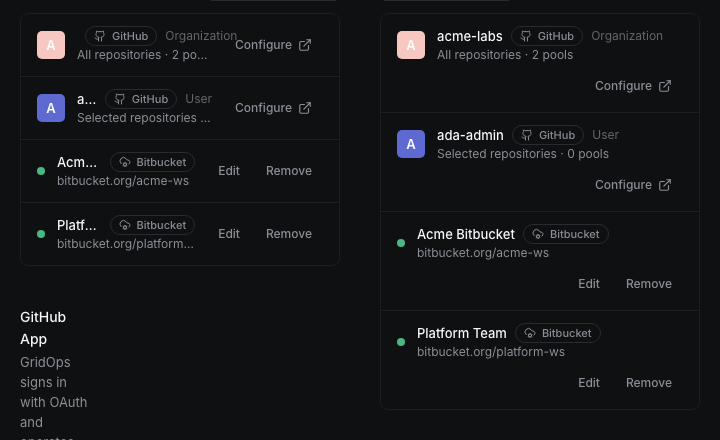 GitHub Organization
A
All repositories · 2 po...
Configure
a... GitHub User
A
Selected repositories ...
Configure
Acm... Bitbucket
bitbucket.org/acme-ws
Edit Remove
Platf... Bitbucket
bitbucket.org/platform...
Edit Remove
GitHub
App
GridOps
signs in
with OAuth
and
acme-labs GitHub Organization
A
All repositories · 2 pools
Configure
ada-admin GitHub User
A
Selected repositories · 0 pools
Configure
Acme Bitbucket Bitbucket
bitbucket.org/acme-ws
Edit Remove
Platform Team Bitbucket
bitbucket.org/platform-ws
Edit Remove